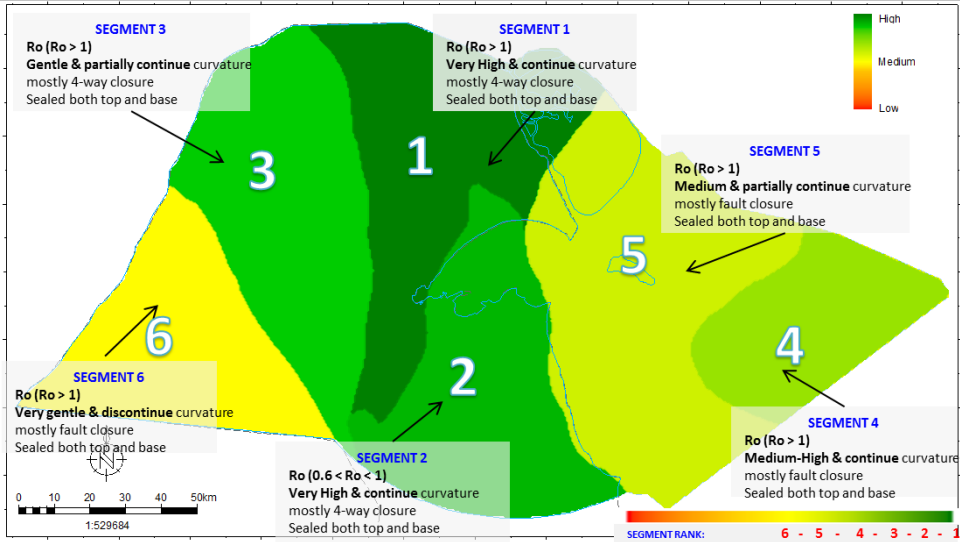 SEGMENT 3
Ro (Ro > 1)
Gentle & partially continue curvature
mostly 4-way closure
Sealed both top and base
SEGMENT 1
Ro (Ro > 1)
Very High & continue curvature
mostly 4-way closure
Sealed both top and base
High
Medium
Low
SEGMENT 5
Ro (Ro > 1)
Medium & partially continue curvature
mostly fault closure
Sealed both top and base
3
1
5
6
2
4
SEGMENT 6
Ro (Ro > 1)
Very gentle & discontinue curvature
mostly fault closure
Sealed both top and base
N
0 10 20 30 40 50km
1:529684
SEGMENT 2
Ro (0.6 < Ro < 1)
Very High & continue curvature
mostly 4-way closure
Sealed both top and base
SEGMENT 4
Ro (Ro > 1)
Medium-High & continue curvature
mostly fault closure
Sealed both top and base
SEGMENT RANK: 6 - 5 - 4 - 3 - 2 - 1